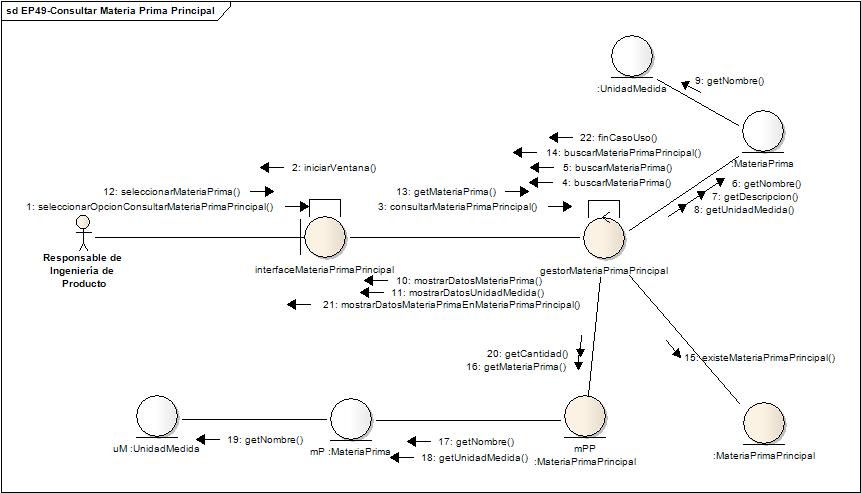 sd EP49-Consultar Materia Prima Principal
9: getNombre()
:UnidadMedida
22: finCasoUso()
14: buscarMateriaPrimaPrincipal()
:MateriaPrima
2: iniciarVentana()
5: buscarMateriaPrima()
4: buscarMateriaPrima()
6: getNombre()
12: seleccionarMateriaPrima()
13: getMateriaPrima()
7: getDescripcion()
1: seleccionarOpcionConsultarMateriaPrimaPrincipal()
3: consultarMateriaPrimaPrincipal()
8: getUnidadMedida()
Responsable de
Ingeniería de
Producto
interfaceMateriaPrimaPrincipal
gestorMateriaPrimaPrincipal
10: mostrarDatosMateriaPrima()
11: mostrarDatosUnidadMedida()
21: mostrarDatosMateriaPrimaEnMateriaPrimaPrincipal()
20: getCantidad()
16: getMateriaPrima()
15: existeMateriaPrimaPrincipal()
uM :UnidadMedida
19: getNombre()
mP :MateriaPrima
17: getNombre()
18: getUnidadMedida()
mPP
:MateriaPrimaPrincipal
:MateriaPrimaPrincipal